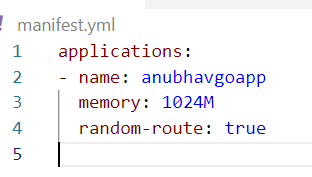 manifest.yml
1 applications:
2 - name: anubhavgoapp
3   memory: 1024M
4   random-route: true
5